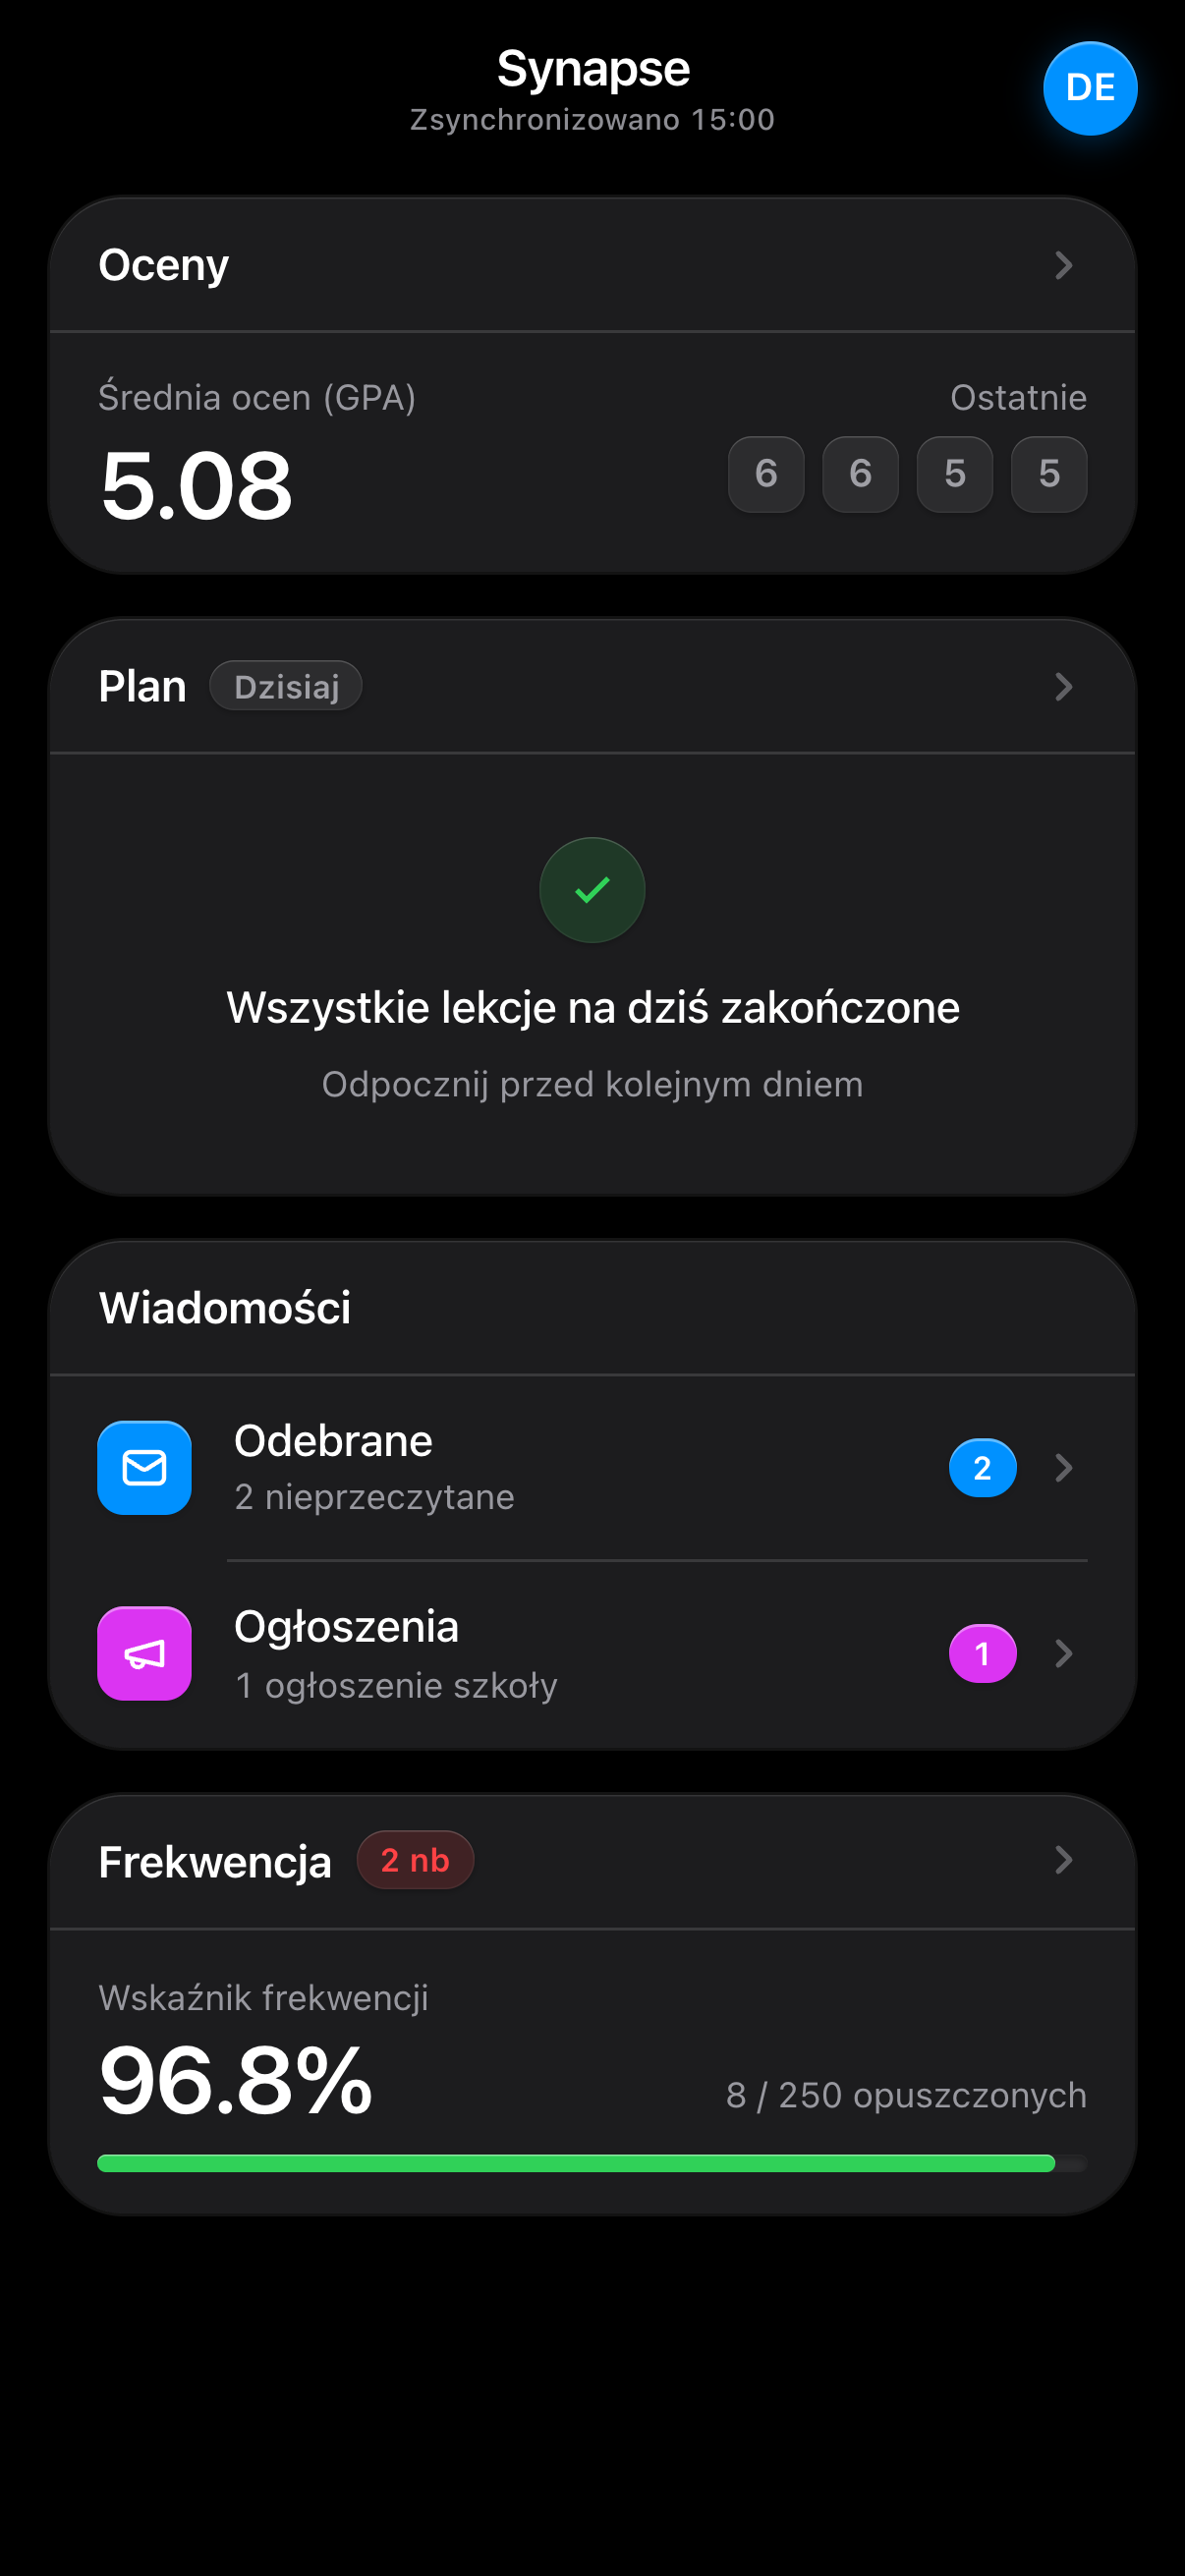 Synapse
Zsynchronizowano 15:00
DE
Oceny
Średnia ocen (GPA)
Ostatnie
5.08
6 6 5 5
Plan Dzisiaj
Wszystkie lekcje na dziś zakończone
Odpocznij przed kolejnym dniem
Wiadomości
Odebrane
2 nieprzeczytane
2
Ogłoszenia
1 ogłoszenie szkoły
1
Frekwencja 2 nb
Wskaźnik frekwencji
96.8%
8 / 250 opuszczonych